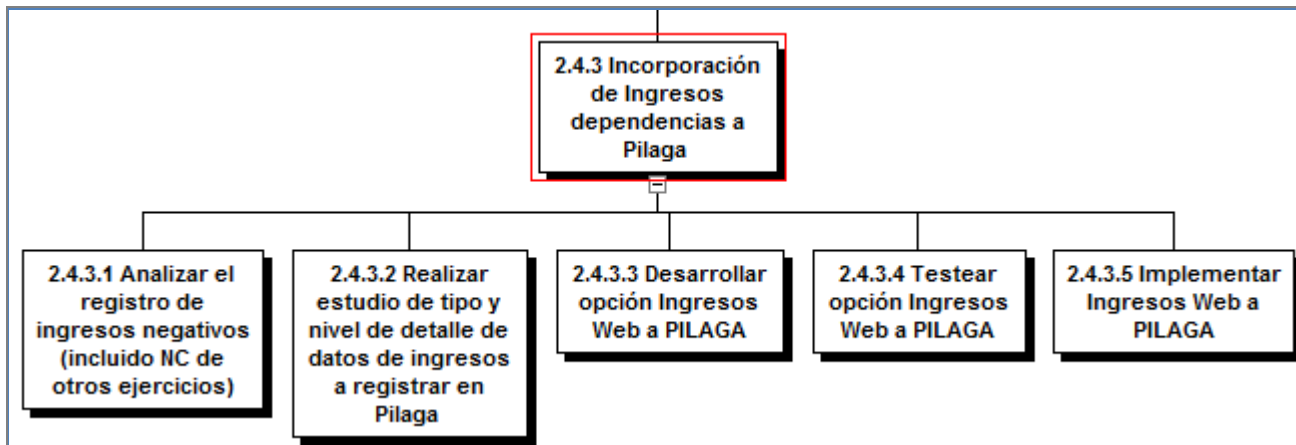 2.4.3 Incorporación
de Ingresos
dependencias a
Pilaga
2.4.3.1 Analizar el
registro de
ingresos negativos
(incluido NC de
otros ejercicios)
2.4.3.2 Realizar
estudio de tipo y
nivel de detalle de
datos de ingresos
a registrar en
Pilaga
2.4.3.3 Desarrollar
opción Ingresos
Web a PILAGA
2.4.3.4 Testear
opción Ingresos
Web a PILAGA
2.4.3.5 Implementar
Ingresos Web a
PILAGA